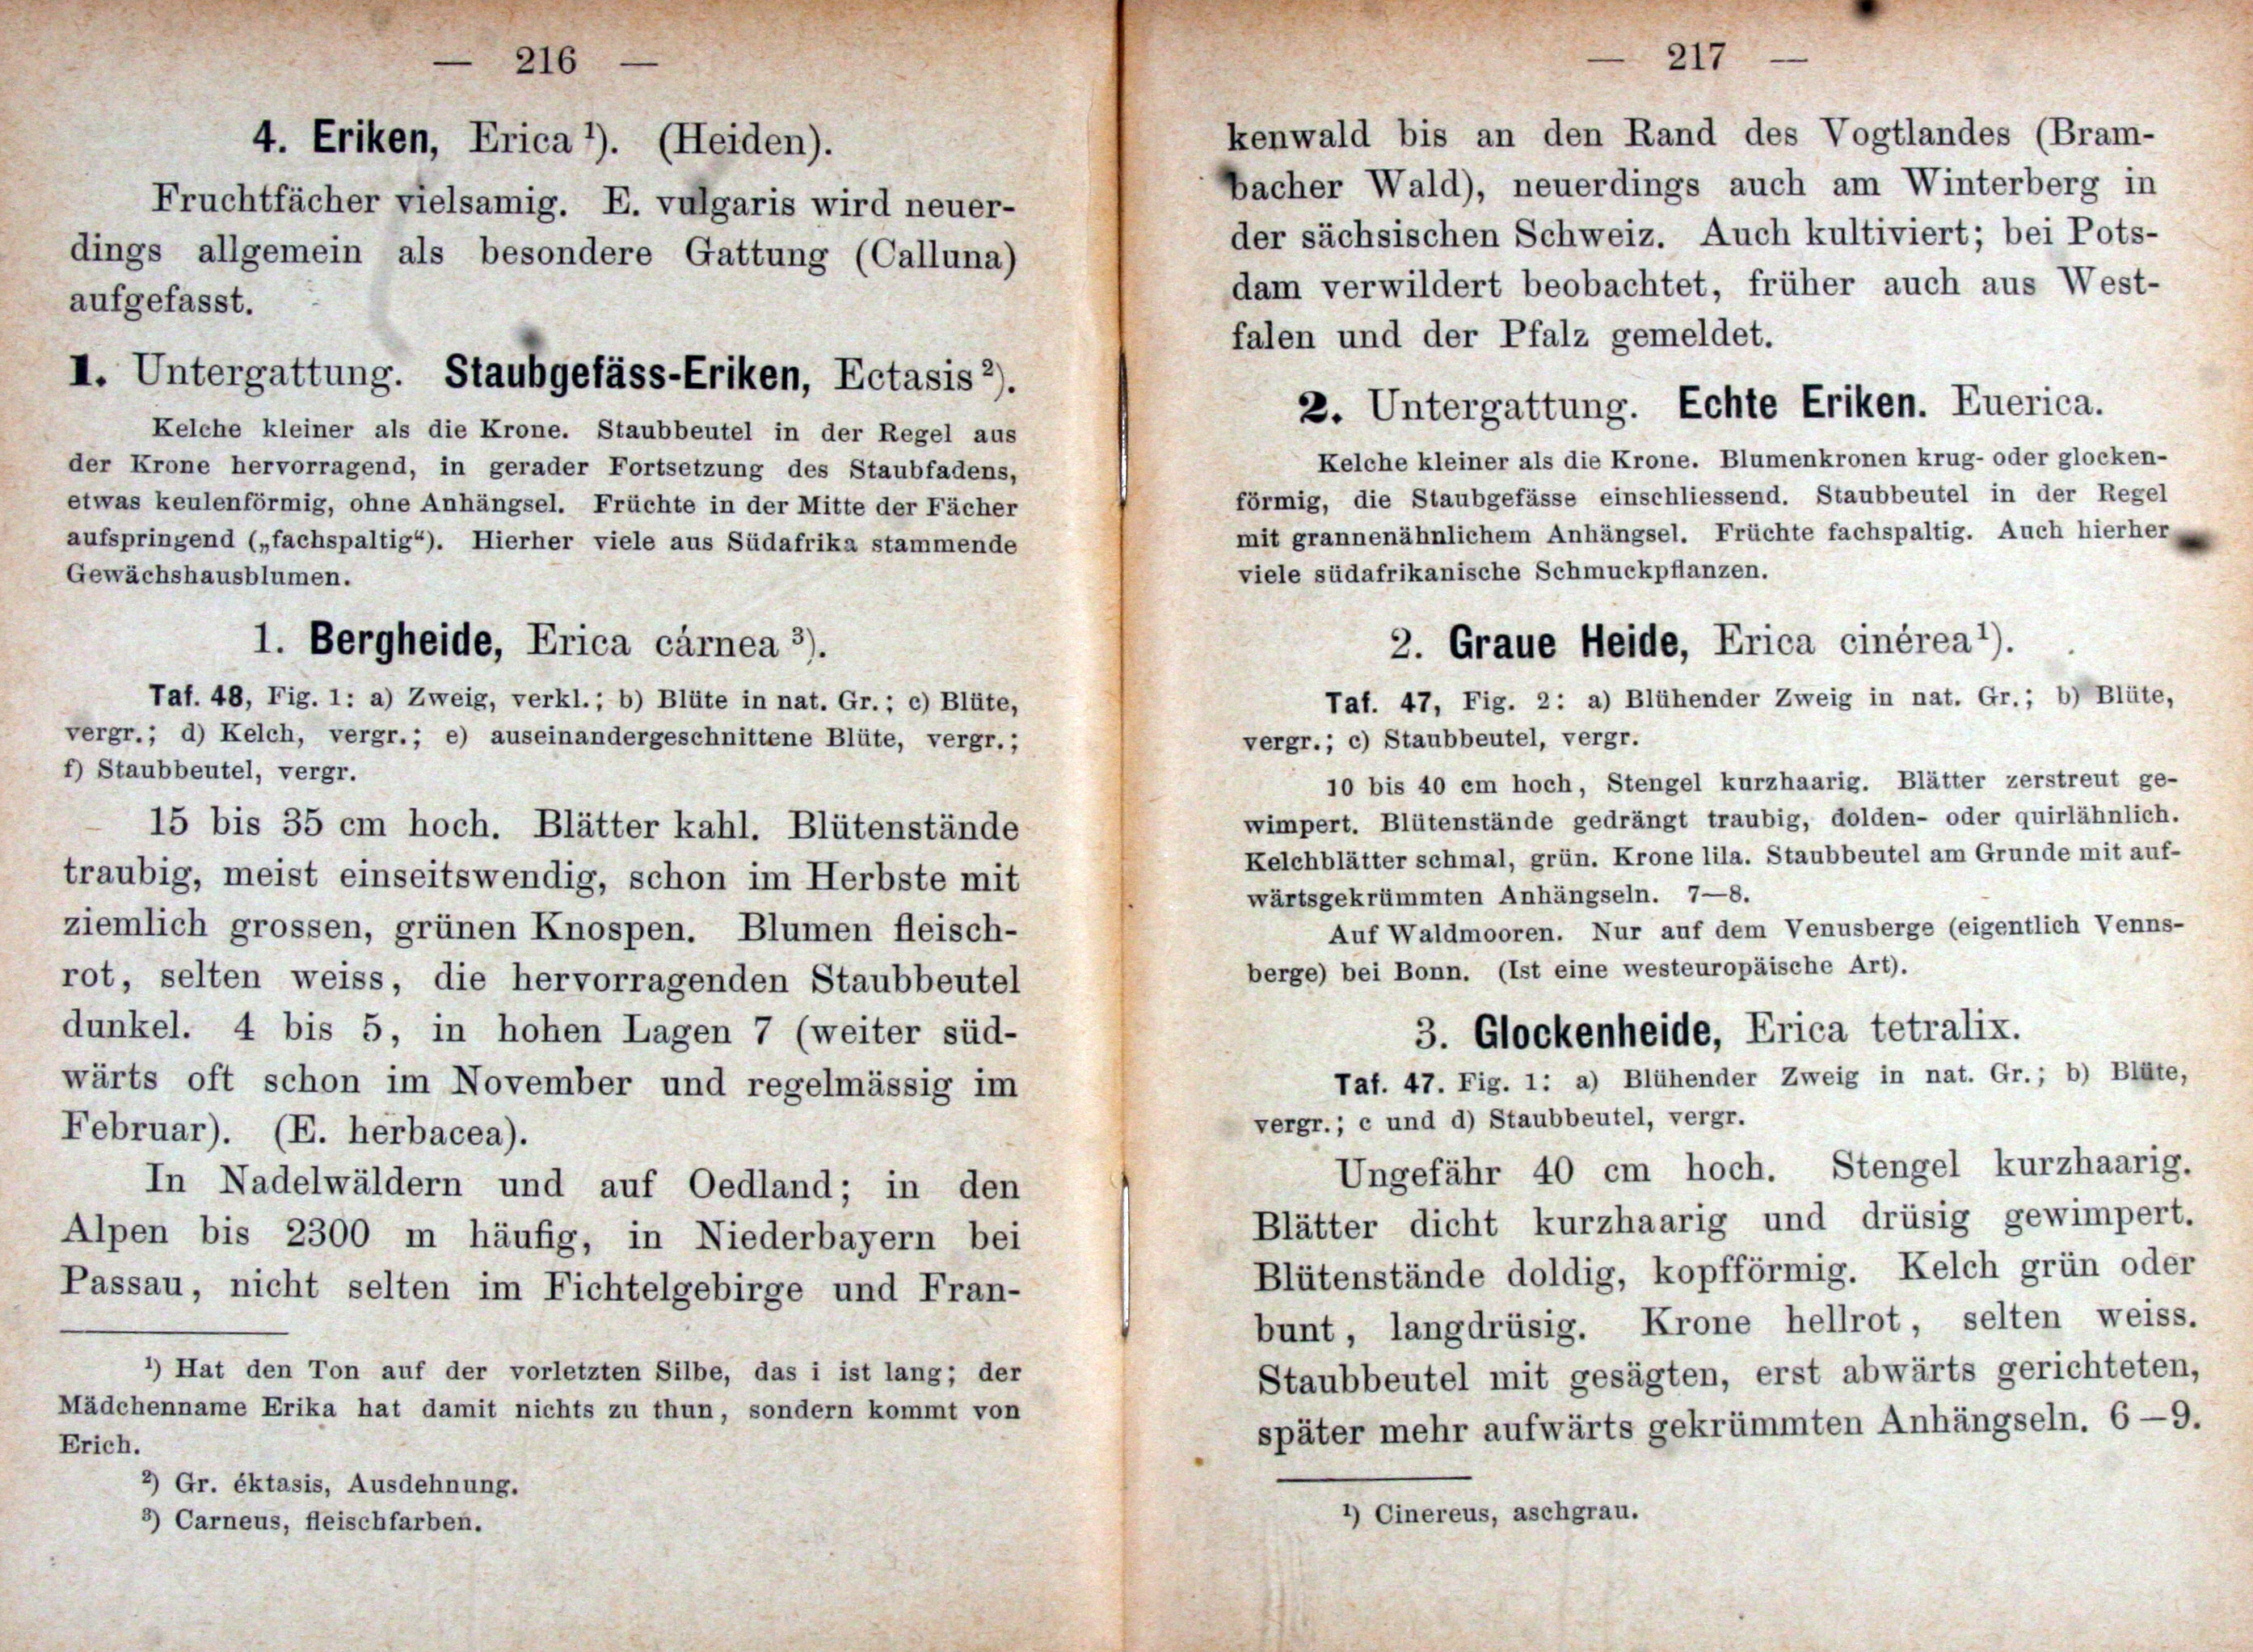 — 216 —
4. Eriken, Erica ¹). (Heiden).
Fruchtfächer vielsamig. E. vulgaris wird neuer-
dings allgemein als besondere Gattung (Calluna)
aufgefasst.
I. Untergattung. Staubgefäss-Eriken, Ectasis ²).
Kelche kleiner als die Krone. Staubbeutel in der Regel aus
der Krone hervorragend, in gerader Fortsetzung des Staubfadens,
etwas keulenförmig, ohne Anhängsel. Früchte in der Mitte der Fächer
aufspringend („fachspaltig“). Hierher viele aus Südafrika stammende
Gewächshausblumen.
1. Bergheide, Erica cárnea ³).
Taf. 48, Fig. 1: a) Zweig, verkl.; b) Blüte in nat. Gr.; c) Blüte,
vergr.; d) Kelch, vergr.; e) auseinandergeschnittene Blüte, vergr.;
f) Staubbeutel, vergr.
15 bis 35 cm hoch. Blätter kahl. Blütenstände
traubig, meist einseitswendig, schon im Herbste mit
ziemlich grossen, grünen Knospen. Blumen fleisch-
rot, selten weiss, die hervorragenden Staubbeutel
dunkel. 4 bis 5, in hohen Lagen 7 (weiter süd-
wärts oft schon im November und regelmässig im
Februar). (E. herbacea).
In Nadelwäldern und auf Oedland; in den
Alpen bis 2300 m häufig, in Niederbayern bei
Passau, nicht selten im Fichtelgebirge und Fran-
¹) Hat den Ton auf der vorletzten Silbe, das i ist lang; der
Mädchenname Erika hat damit nichts zu thun, sondern kommt von
Erich.
²) Gr. éktasis, Ausdehnung.
³) Carneus, fleischfarben.
— 217 —
kenwald bis an den Rand des Vogtlandes (Bram-
bacher Wald), neuerdings auch am Winterberg in
der sächsischen Schweiz. Auch kultiviert; bei Pots-
dam verwildert beobachtet, früher auch aus West-
falen und der Pfalz gemeldet.
2. Untergattung. Echte Eriken. Euerica.
Kelche kleiner als die Krone. Blumenkronen krug- oder glocken-
förmig, die Staubgefässe einschliessend. Staubbeutel in der Regel
mit grannenähnlichem Anhängsel. Früchte fachspaltig. Auch hierher
viele südafrikanische Schmuckpflanzen.
2. Graue Heide, Erica cinérea¹).
Taf. 47, Fig. 2: a) Blühender Zweig in nat. Gr.; b) Blüte,
vergr.; c) Staubbeutel, vergr.
10 bis 40 cm hoch, Stengel kurzhaarig. Blätter zerstreut ge-
wimpert. Blütenstände gedrängt traubig, dolden- oder quirlähnlich.
Kelchblätter schmal, grün. Krone lila. Staubbeutel am Grunde mit auf-
wärtsgekrümmten Anhängseln. 7—8.
Auf Waldmooren. Nur auf dem Venusberge (eigentlich Venns-
berge) bei Bonn. (Ist eine westeuropäische Art).
3. Glockenheide, Erica tetralix.
Taf. 47. Fig. 1: a) Blühender Zweig in nat. Gr.; b) Blüte,
vergr.; c und d) Staubbeutel, vergr.
Ungefähr 40 cm hoch. Stengel kurzhaarig.
Blätter dicht kurzhaarig und drüsig gewimpert.
Blütenstände doldig, kopfförmig. Kelch grün oder
bunt, langdrüsig. Krone hellrot, selten weiss.
Staubbeutel mit gesägten, erst abwärts gerichteten,
später mehr aufwärts gekrümmten Anhängseln. 6—9.
¹) Cinereus, aschgrau.